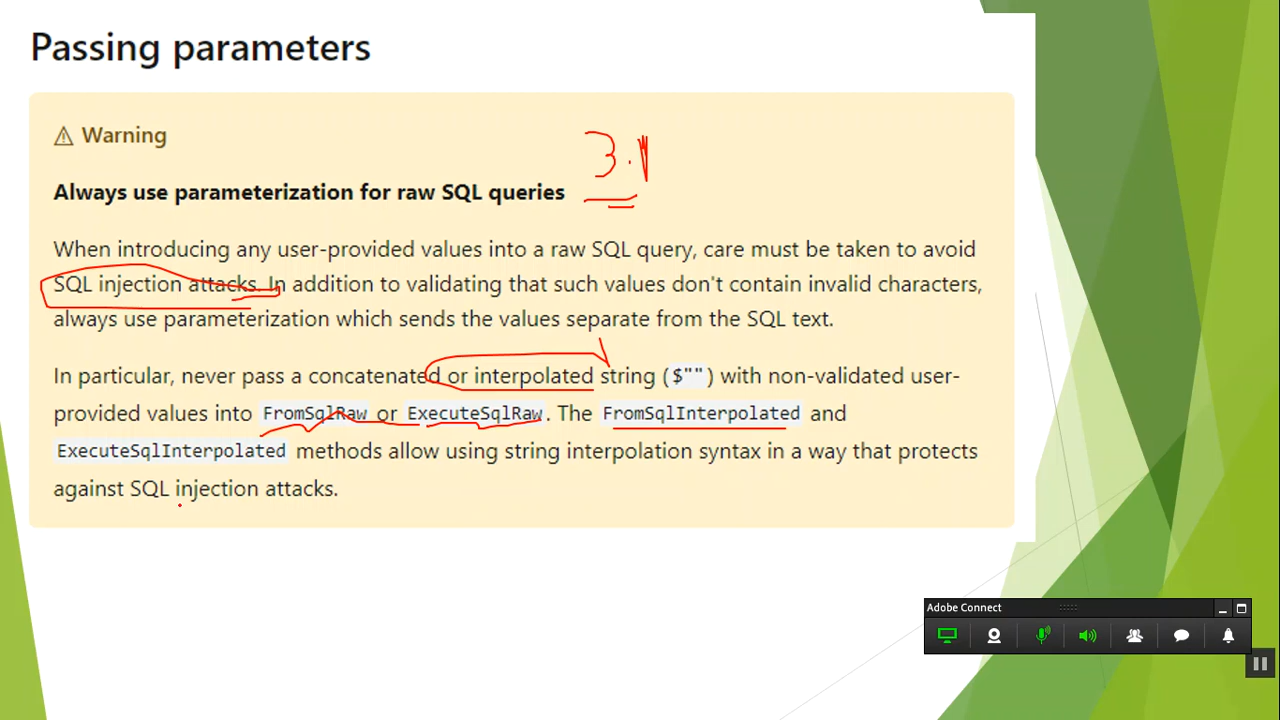 Passing parameters
⚠ Warning
3.1
Always use parameterization for raw SQL queries
When introducing any user-provided values into a raw SQL query, care must be taken to avoid
SQL injection attacks. In addition to validating that such values don't contain invalid characters,
always use parameterization which sends the values separate from the SQL text.
In particular, never pass a concatenated or interpolated string ($"") with non-validated user-
provided values into FromSqlRaw or ExecuteSqlRaw. The FromSqlInterpolated and
ExecuteSqlInterpolated methods allow using string interpolation syntax in a way that protects
against SQL injection attacks.
Adobe Connect